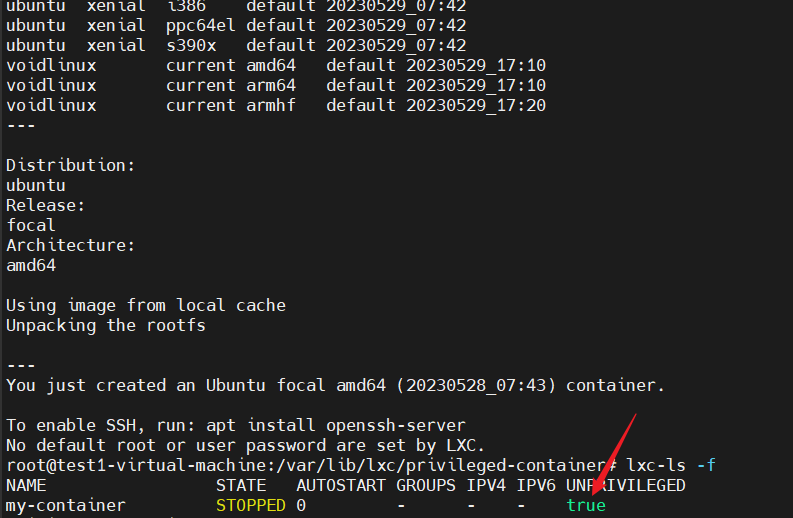 ubuntu xenial i386 default 20230529_07:42
ubuntu xenial ppc64el default 20230529_07:42
ubuntu xenial s390x default 20230529_07:42
voidlinux current amd64 default 20230529_17:10
voidlinux current arm64 default 20230529_17:10
voidlinux current armhf default 20230529_17:20
---
Distribution:
ubuntu
Release:
focal
Architecture:
amd64
Using image from local cache
Unpacking the rootfs
---
You just created an Ubuntu focal amd64 (20230528_07:43) container.
To enable SSH, run: apt install openssh-server
No default root or user password are set by LXC.
root@test1-virtual-machine:/var/lib/lxc/privileged-container# lxc-ls -f
NAME STATE AUTOSTART GROUPS IPV4 IPV6 UNPRIVILEGED
my-container STOPPED 0 - - - true